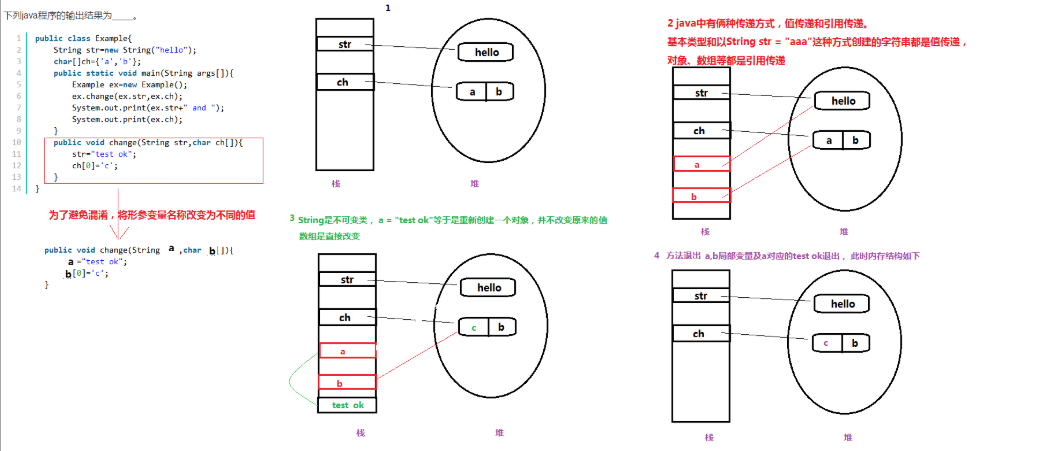 下列java程序的输出结果为____。
1 public class Example{
2 String str=new String("hello");
3 char[]ch={'a','b'};
4 public static void main(String args[]){
5 Example ex=new Example();
6 ex.change(ex.str,ex.ch);
7 System.out.print(ex.str+" and ");
8 System.out.print(ex.ch);
9 }
10 public void change(String str,char ch[]){
11 str="test ok";
12 ch[0]='c';
13 }
14 }
为了避免混淆，将形参变量名称改变为不同的值
public void change(String a ,char b[]){
a ="test ok";
b[0]='c';
}
1
str
hello
ch
a b
栈 堆
2 java中有俩种传递方式，值传递和引用传递。
基本类型和以String str = "aaa"这种方式创建的字符串都是值传递，
对象、数组等都是引用传递
str
hello
ch
a b
a
b
栈 堆
3 String是不可变类， a = "test ok"等于是重新创建一个对象，并不改变原来的值
数组是直接改变
str
hello
ch
c b
a
b
test ok
栈 堆
4 方法退出 a,b局部变量及a对应的test ok退出， 此时内存结构如下
str
hello
ch
c b
栈 堆